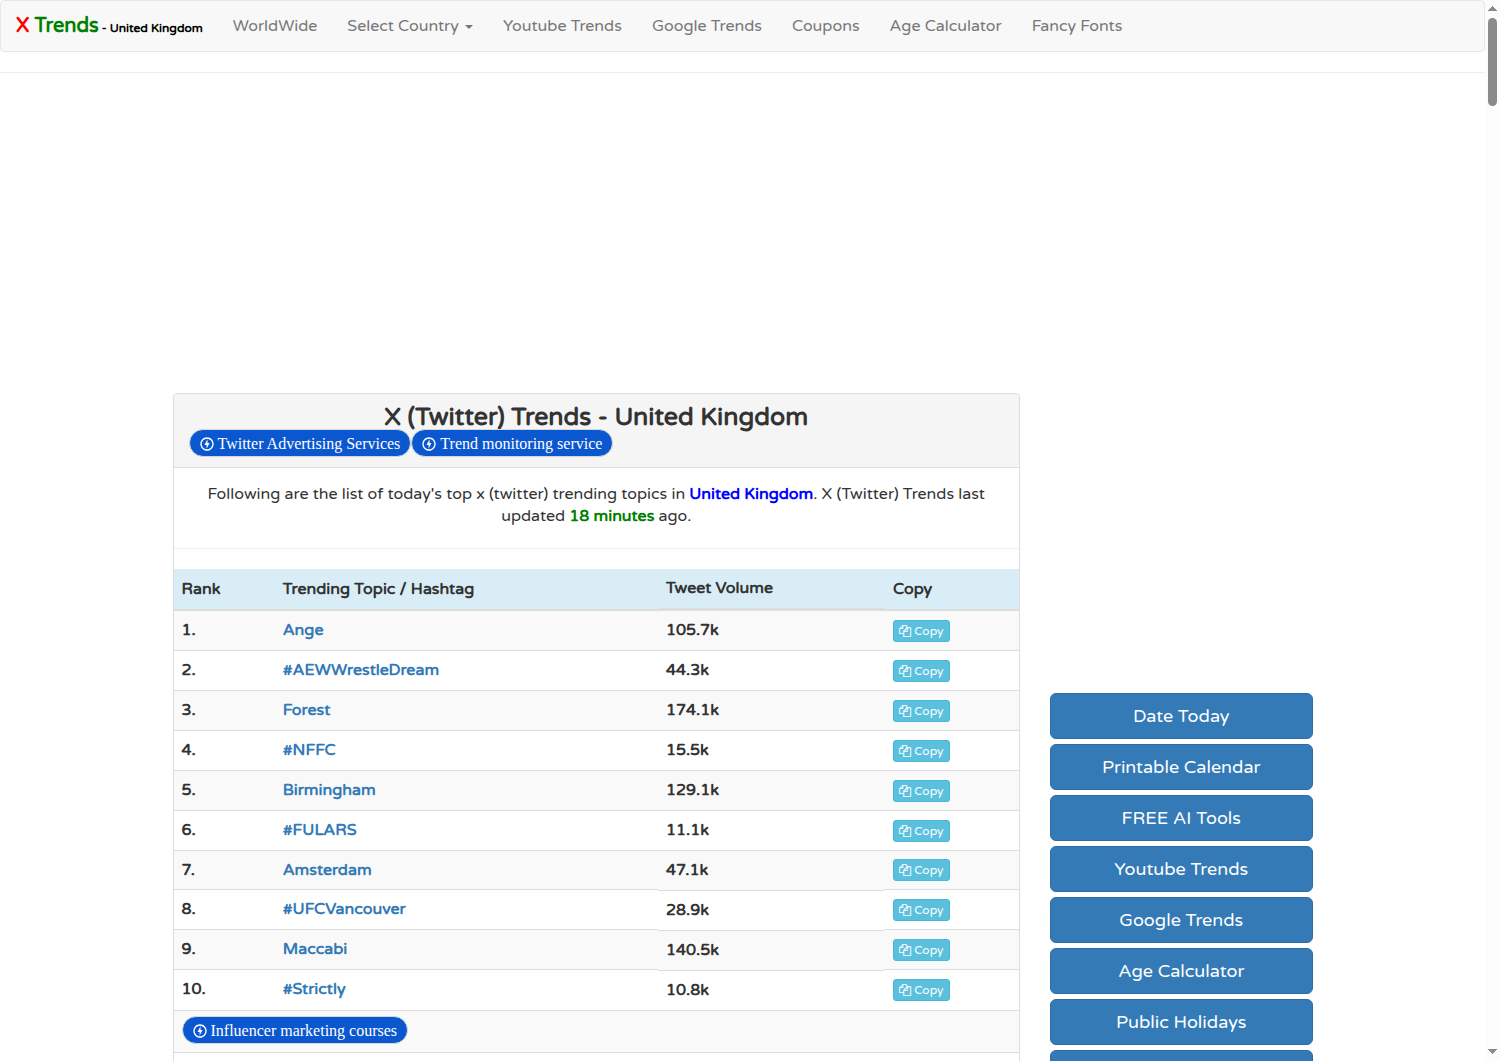 X Trends - United Kingdom WorldWide Select Country Youtube Trends Google Trends Coupons Age Calculator Fancy Fonts
X (Twitter) Trends - United Kingdom
Twitter Advertising Services Trend monitoring service
Following are the list of today's top x (twitter) trending topics in United Kingdom. X (Twitter) Trends last
updated 18 minutes ago.
Rank Trending Topic / Hashtag Tweet Volume Copy
1. Ange 105.7k Copy
2. #AEWWrestleDream 44.3k Copy
3. Forest 174.1k Copy
4. #NFFC 15.5k Copy
5. Birmingham 129.1k Copy
6. #FULARS 11.1k Copy
7. Amsterdam 47.1k Copy
8. #UFCVancouver 28.9k Copy
9. Maccabi 140.5k Copy
10. #Strictly 10.8k Copy
Influencer marketing courses
Date Today
Printable Calendar
FREE AI Tools
Youtube Trends
Google Trends
Age Calculator
Public Holidays